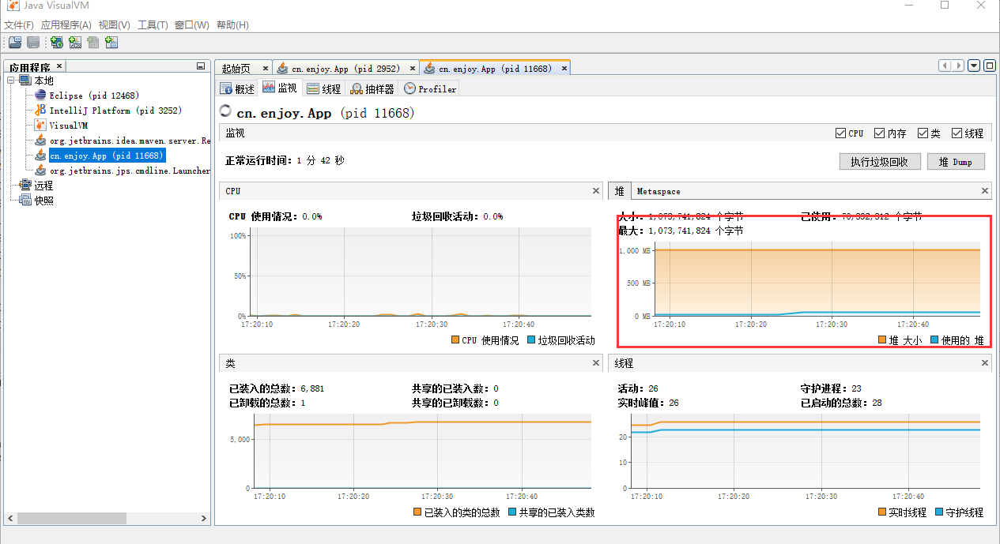 Java VisualVM
文件(F) 应用程序(A) 视图(V) 工具(T) 窗口(W) 帮助(H)
应用程序
本地
Eclipse (pid 12468)
IntelliJ Platform (pid 3252)
VisualVM
org.jetbrains.idea.maven.server.Re
cn.enjoy.App (pid 11668)
org.jetbrains.jps.cmdline.Launcher
远程
快照
起始页 cn.enjoy.App (pid 2952) cn.enjoy.App (pid 11668)
概述 监视 线程 抽样器 Profiler
cn.enjoy.App (pid 11668)
监视 CPU 内存 类 线程
正常运行时间: 1 分 42 秒 执行垃圾回收 堆 Dump
CPU
CPU 使用情况: 0.0% 垃圾回收活动: 0.0%
100%
50%
0%
17:20:10 17:20:20 17:20:30 17:20:40
CPU 使用情况 垃圾回收活动
堆 Metaspace
大小: 1,073,741,824 个字节 已使用: 70,392,312 个字节
最大: 1,073,741,824 个字节
1,000 MB
500 MB
0 MB
17:20:10 17:20:20 17:20:30 17:20:40
堆 大小 使用的 堆
类
已装入的总数: 6,881 共享的已装入数: 0
已卸载的总数: 1 共享的已卸载数: 0
5,000
0
17:20:10 17:20:20 17:20:30 17:20:40
已装入的类的总数 共享的已装入类数
线程
活动: 26 守护进程: 23
实时峰值: 26 已启动的总数: 28
20
10
0
17:20:10 17:20:20 17:20:30 17:20:40
实时线程 守护线程